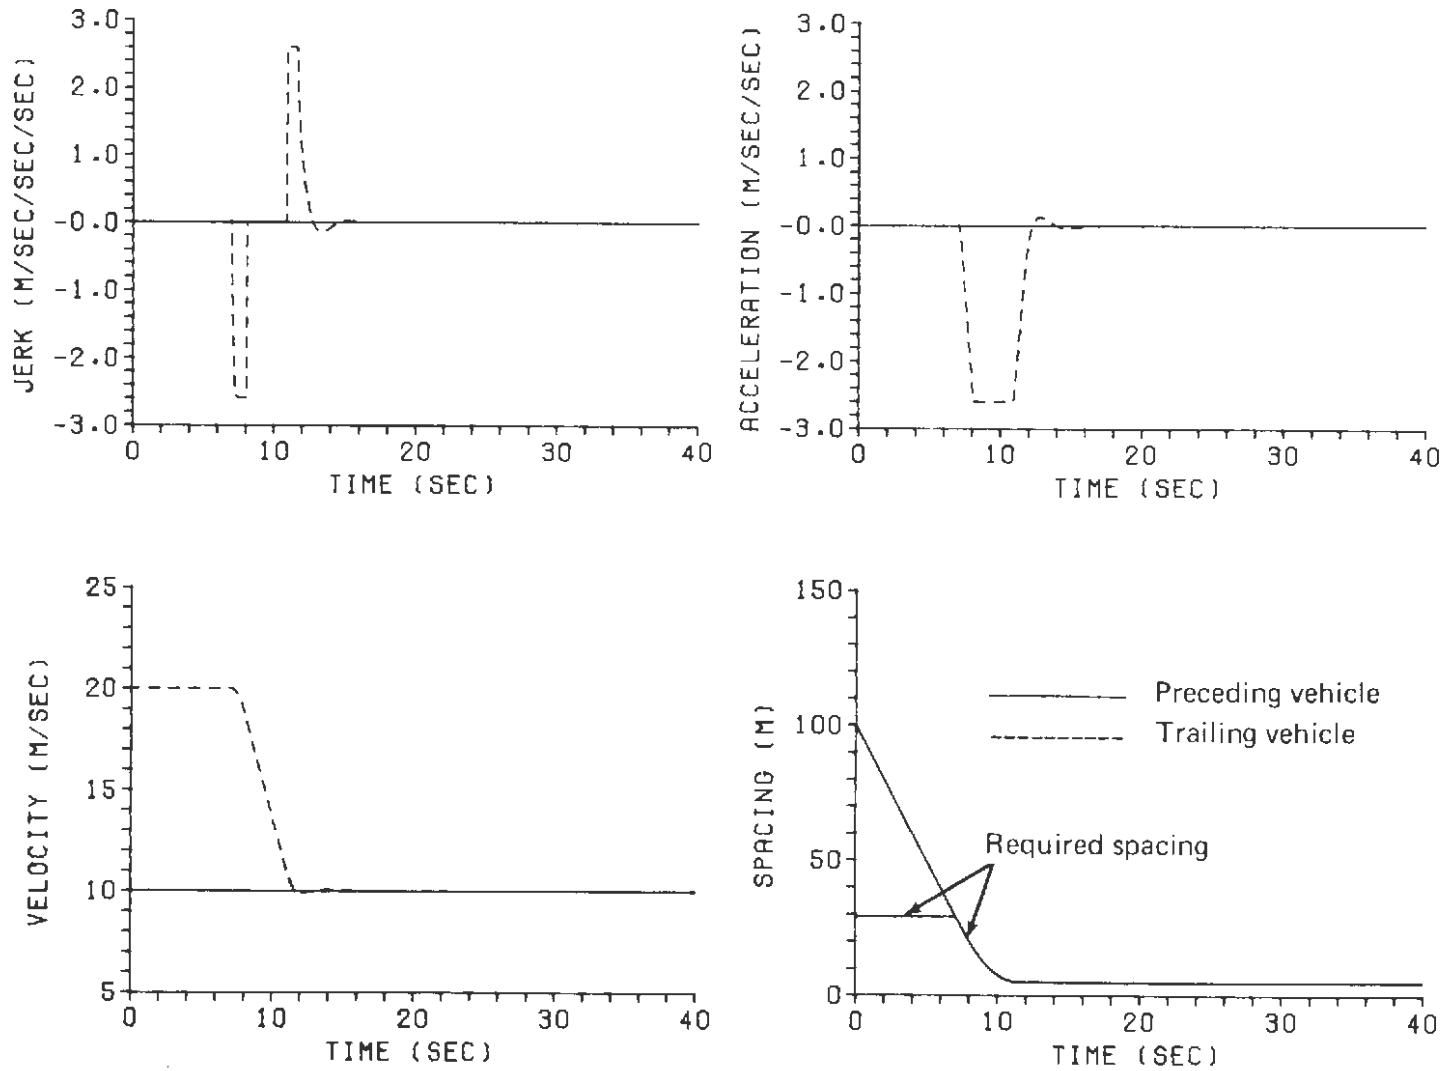 3.0
2.0
1.0
-0.0
-1.0
-2.0
-3.0
JERK (M/SEC/SEC/SEC)
0 10 20 30 40
TIME (SEC)
3.0
2.0
1.0
-0.0
-1.0
-2.0
-3.0
ACCELERATION (M/SEC/SEC)
0 10 20 30 40
TIME (SEC)
25
20
15
10
5
VELOCITY (M/SEC)
0 10 20 30 40
TIME (SEC)
150
100
50
0
SPACING (M)
Preceding vehicle
Trailing vehicle
Required spacing
0 10 20 30 40
TIME (SEC)